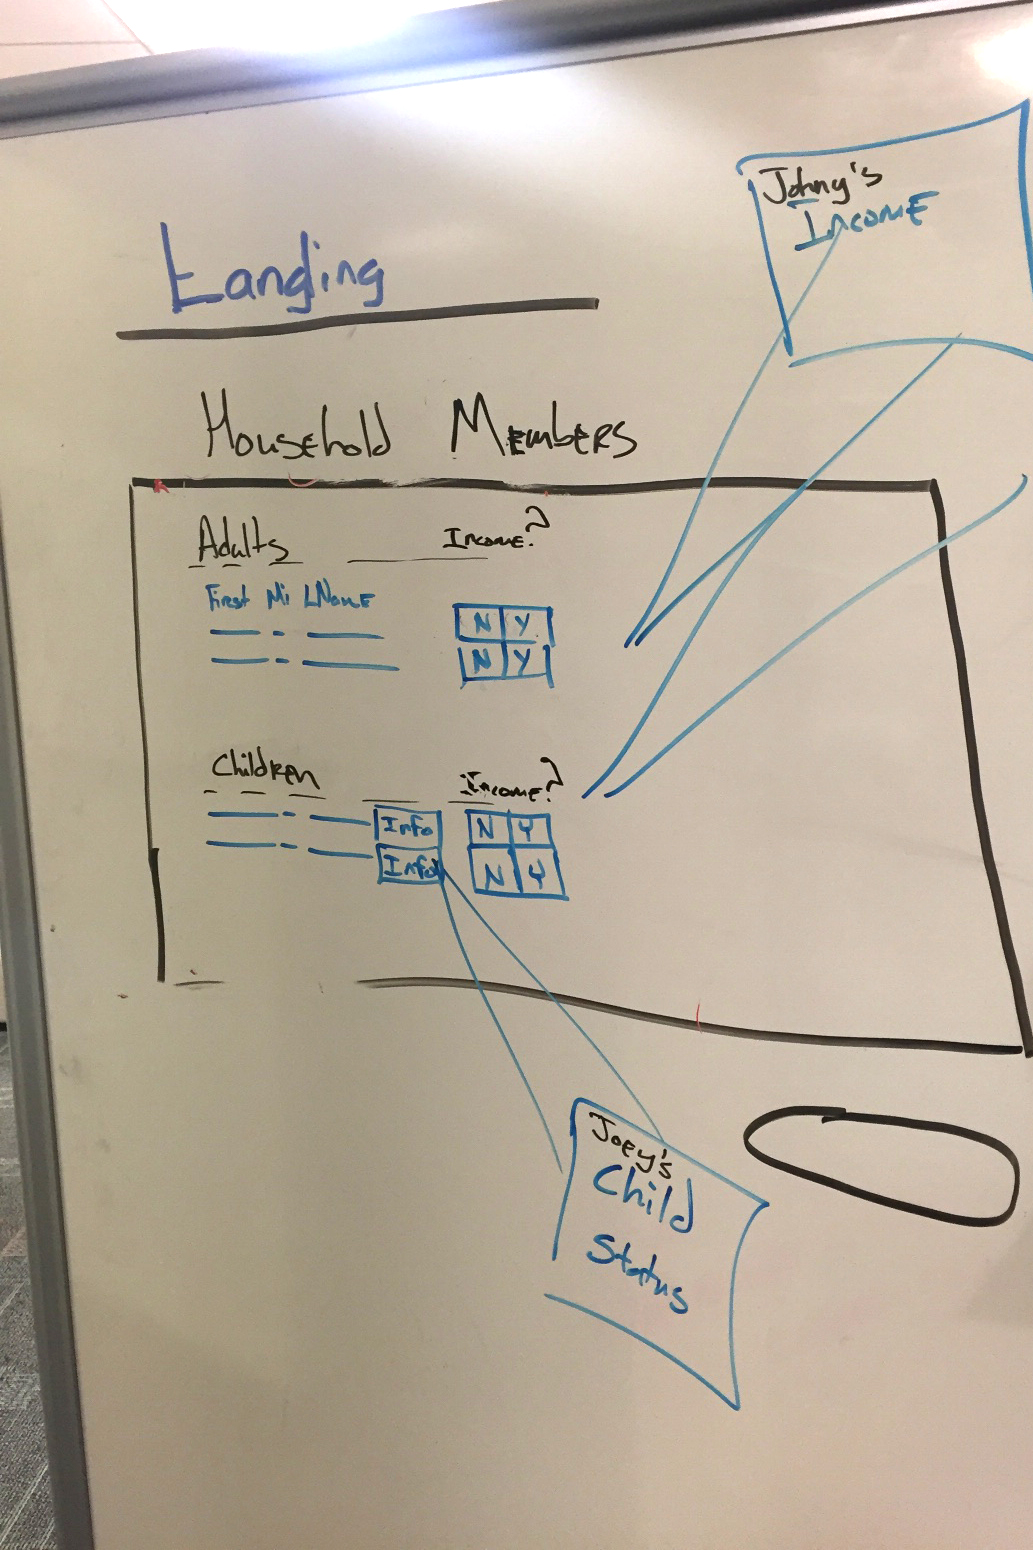 Landing
Johny's
Income
Household Members
Adults Income?
First Mi LName
N Y
N Y
Children Income?
Info N Y
Info N Y
Joey's
Child
Status